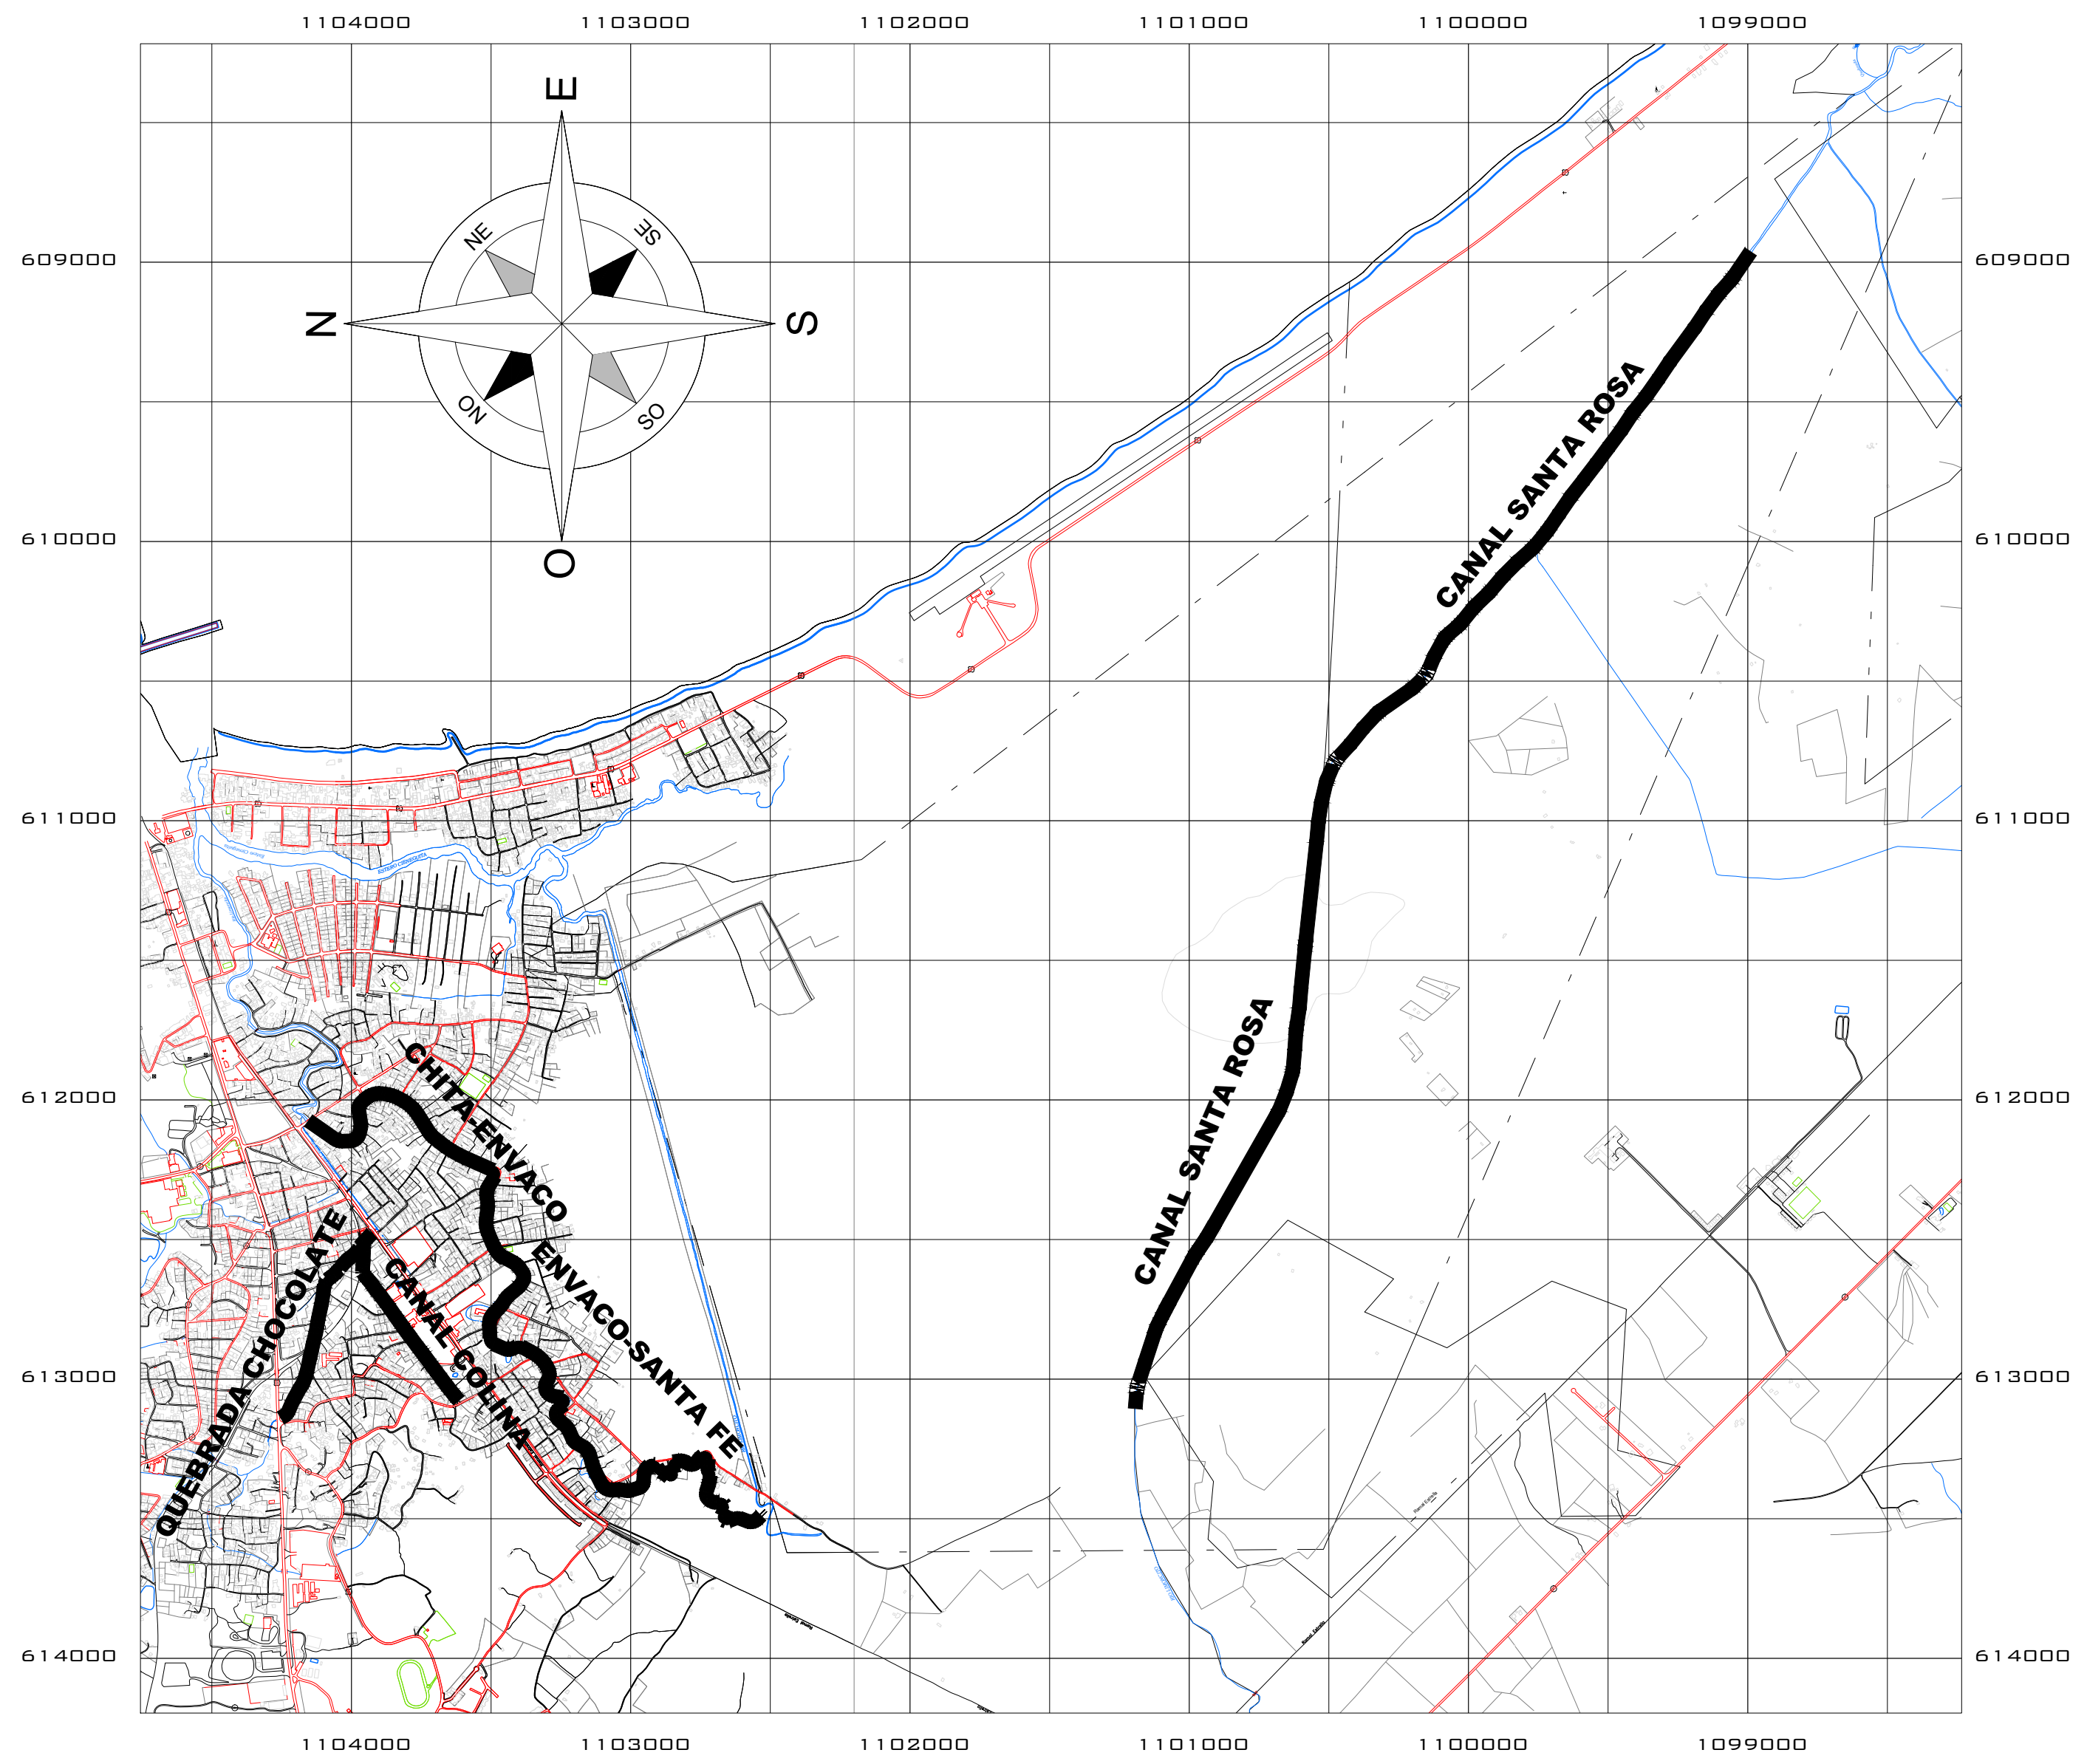 1104000 1103000 1102000 1101000 1100000 1099000
E
NE
SE
N
S
ON
SO
O
609000
609000
610000
610000
611000
611000
612000
612000
613000
613000
614000
614000
CANAL SANTA ROSA
CANAL SANTA ROSA
CHITA-ENVACO
ENVACO-SANTA FE
QUEBRADA CHOCOLATE
CANAL COLINA
ESTERO CIENEGUITA
1104000 1103000 1102000 1101000 1100000 1099000